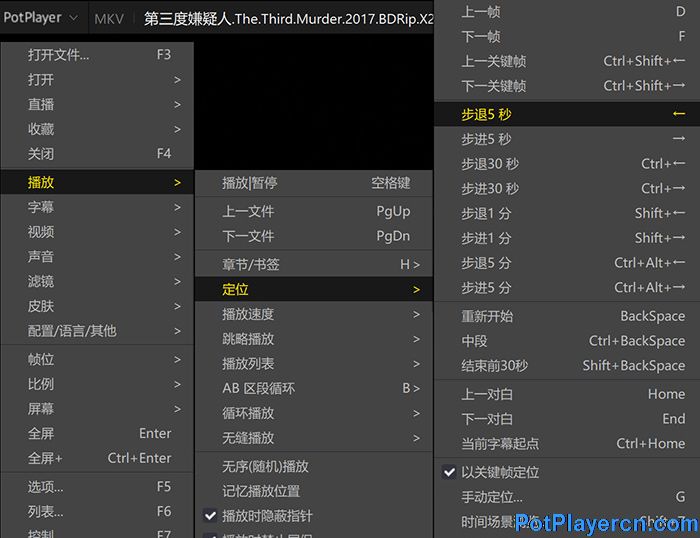 PotPlayer MKV 第三度嫌疑人.The.Third.Murder.2017.BDRip.X2
打开文件... F3
打开 >
直播 >
收藏 >
关闭 F4
播放 >
字幕 >
视频 >
声音 >
滤镜 >
皮肤 >
配置/语言/其他 >
帧位 >
比例 >
屏幕 >
全屏 Enter
全屏+ Ctrl+Enter
选项... F5
列表... F6
控制 F7
播放|暂停 空格键
上一文件 PgUp
下一文件 PgDn
章节/书签 H >
定位 >
播放速度 >
跳略播放 >
播放列表 >
AB 区段循环 B >
循环播放 >
无缝播放 >
无序(随机)播放
记忆播放位置
播放时隐蔽指针
播放时禁止屏保
上一帧 D
下一帧 F
上一关键帧 Ctrl+Shift+←
下一关键帧 Ctrl+Shift+→
步退5 秒 ←
步进5 秒 →
步退30 秒 Ctrl+←
步进30 秒 Ctrl+→
步退1 分 Shift+←
步进1 分 Shift+→
步退5 分 Ctrl+Alt+←
步进5 分 Ctrl+Alt+→
重新开始 BackSpace
中段 Ctrl+BackSpace
结束前30秒 Shift+BackSpace
上一对白 Home
下一对白 End
当前字幕起点 Ctrl+Home
以关键帧定位
手动定位... G
时间场景浏览... Shift+Z
PotPlayercn.com